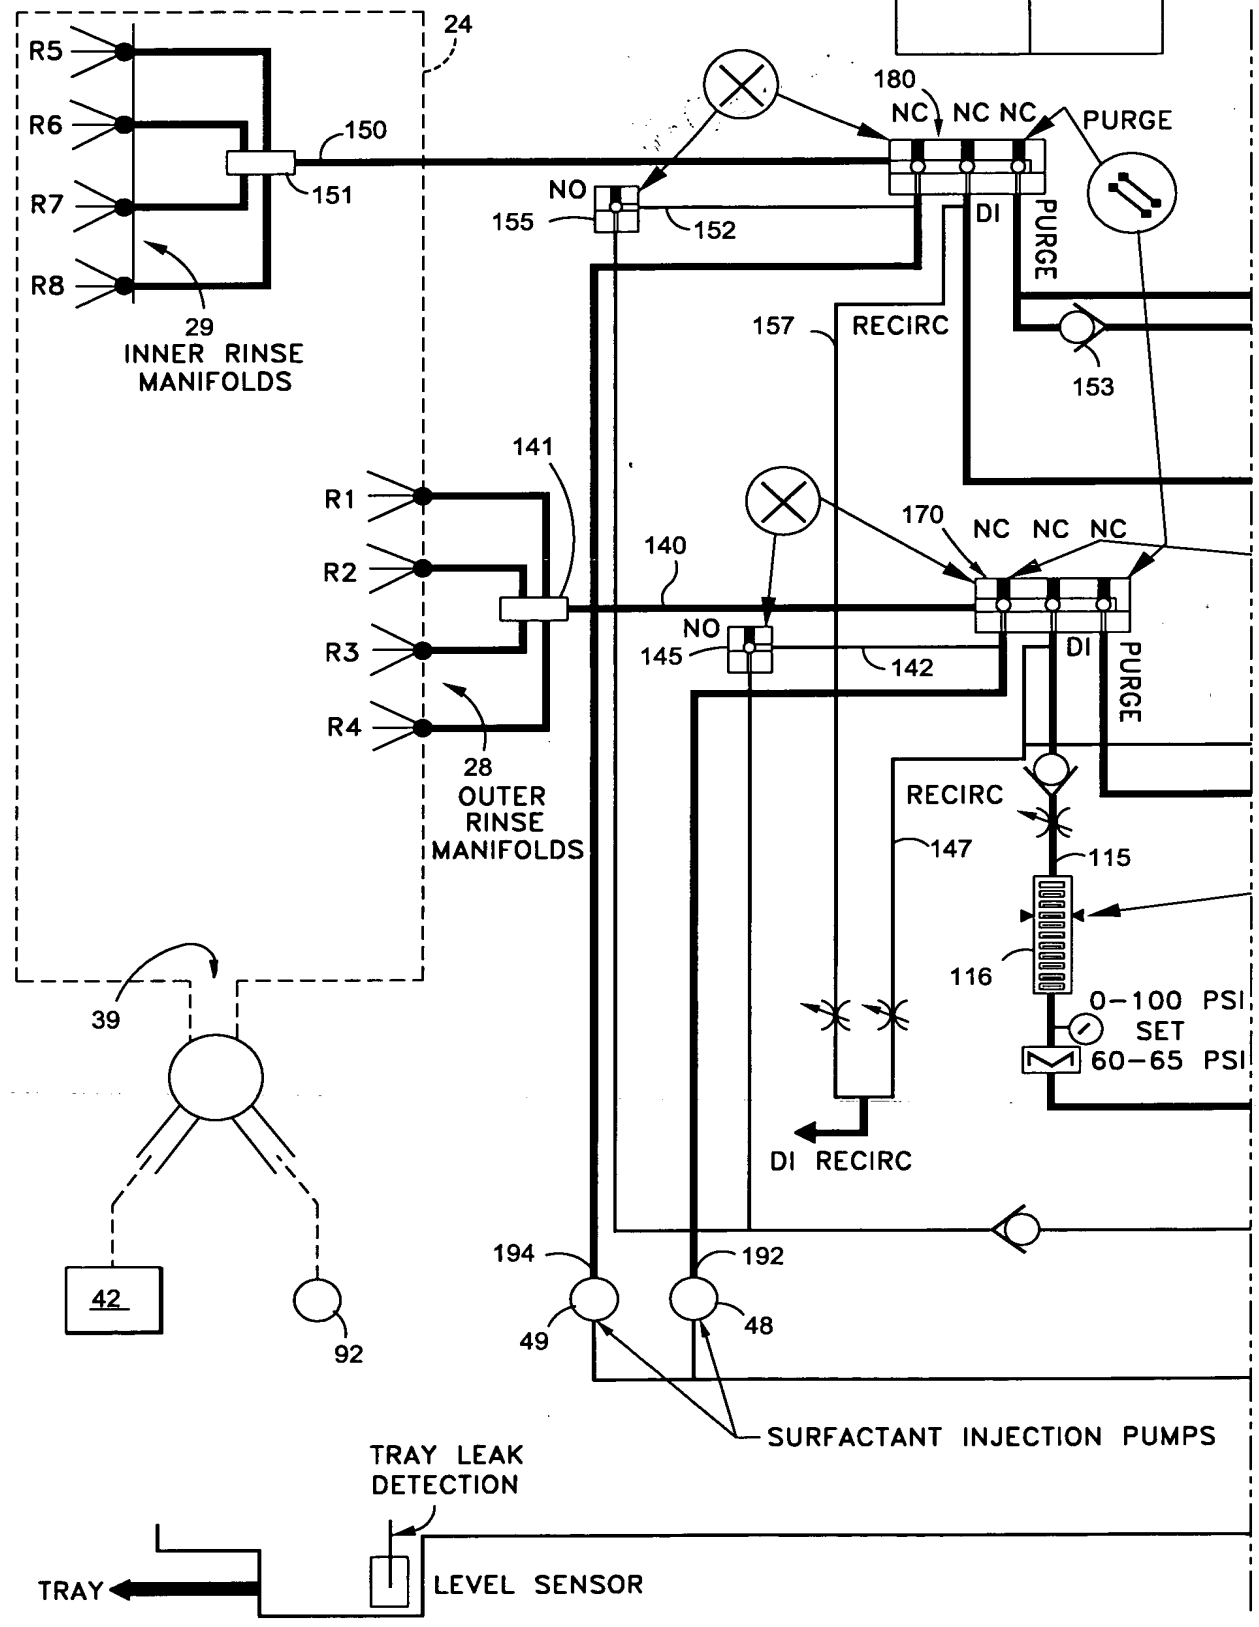 24
R5
R6
R7
R8
150
151
29
INNER RINSE
MANIFOLDS
180
NC NC NC
PURGE
NO
155
152
DI
PURGE
157
RECIRC
153
141
R1
R2
R3
R4
140
170
NC NC NC
NO
145
142
DI
PURGE
28
OUTER
RINSE
MANIFOLDS
RECIRC
147
115
116
0-100 PSI
SET
60-65 PSI
39
DI RECIRC
194
192
42
92
49
48
SURFACTANT INJECTION PUMPS
TRAY LEAK
DETECTION
TRAY
LEVEL SENSOR